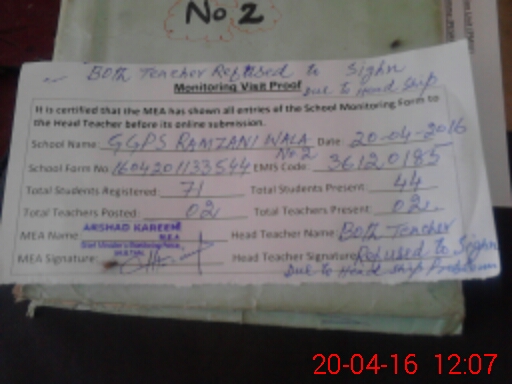 No 2
Both Teacher Refused to Sighn
Due to Head Ship
Monitoring Visit Proof
It is certified that the MEA has shown all entries of the School Monitoring Form to
the Head Teacher before its online submission.
School Name: GGPS RAMZANI WALA No 2 Date: 20-04-2016
School Form No 1604201133544 EMIS Code: 36120185
Total Students Registered: 71 Total Students Present: 44
Total Teachers Posted: 02 Total Teachers Present: 02
MEA Name ARSHAD KAREEM Head Teacher Name: Both Teacher
M.E.A
MULTAN
MEA Signature: Head Teacher Signature Refused to Sighn
Due to Head Ship Problem
20-04-16 12:07